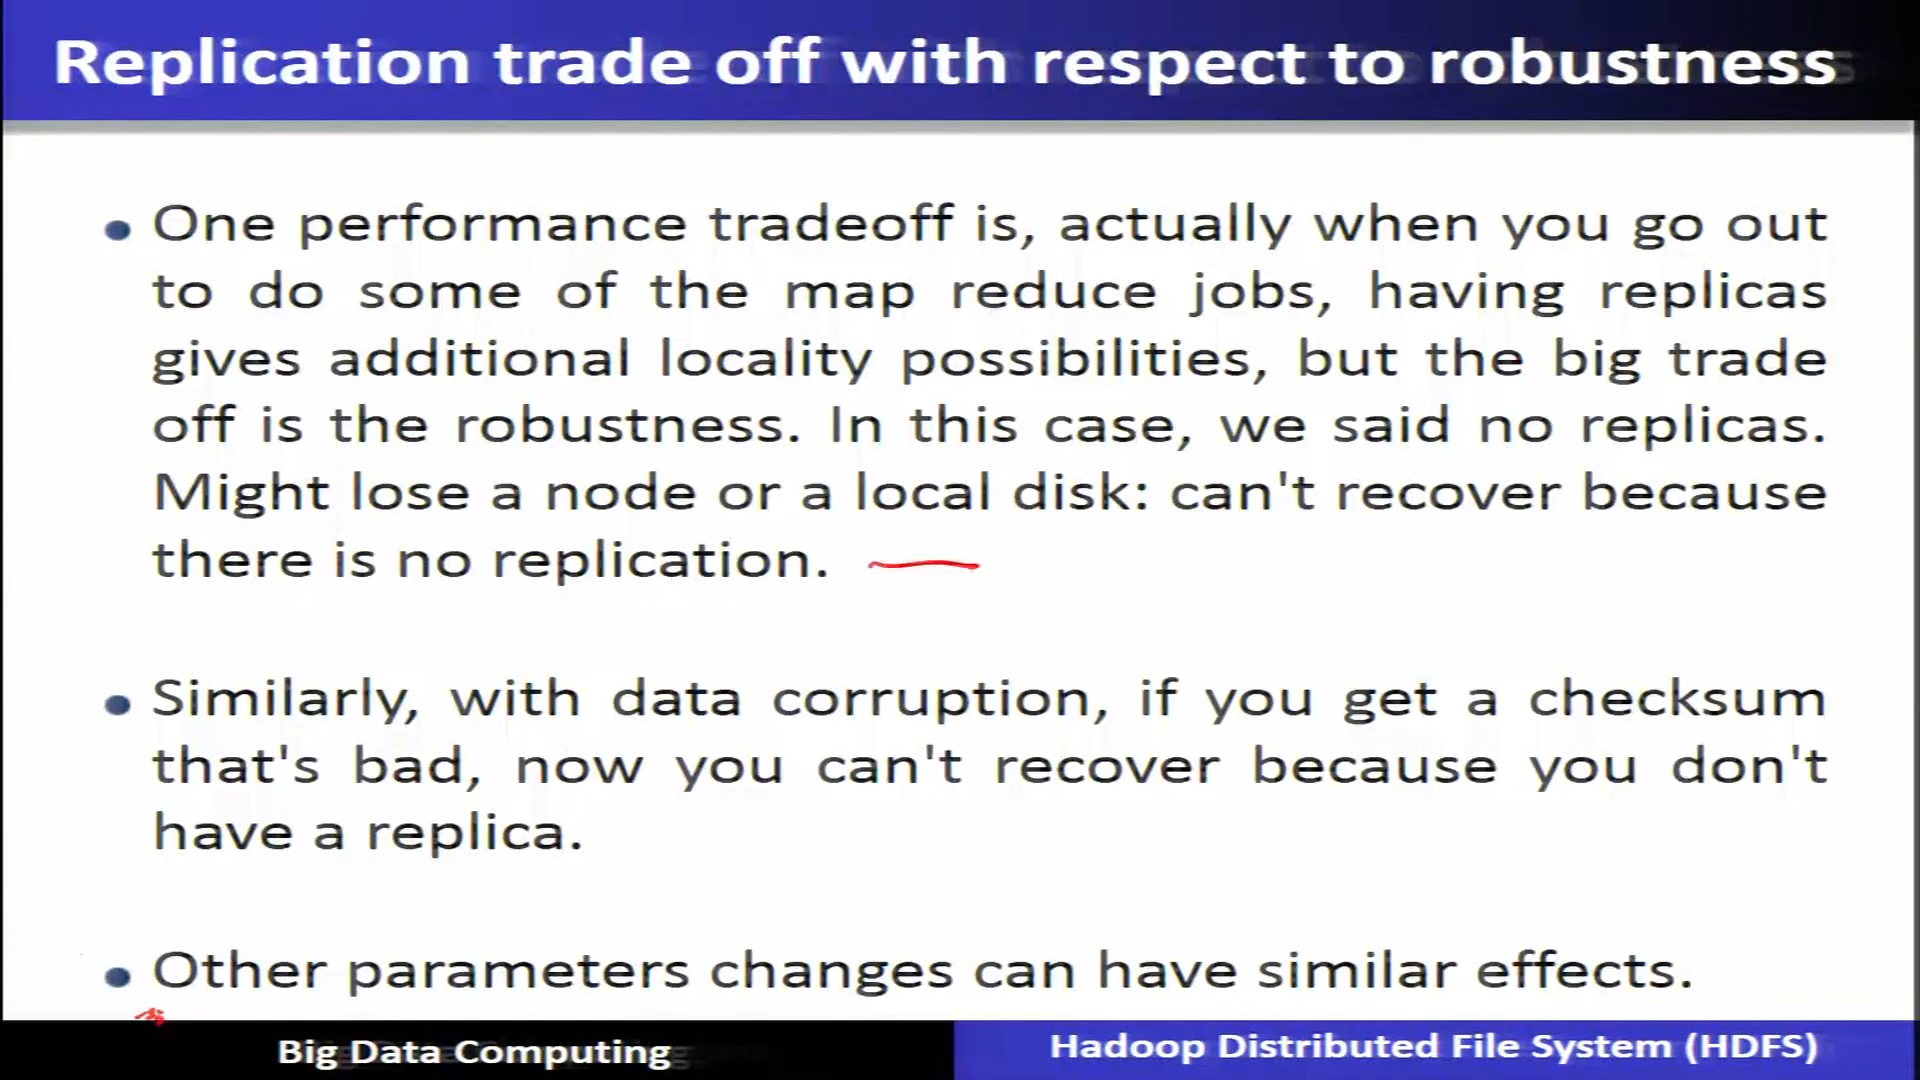 Replication trade off with respect to robustness
One performance tradeoff is, actually when you go out
to do some of the map reduce jobs, having replicas
gives additional locality possibilities, but the big trade
off is the robustness. In this case, we said no replicas.
Might lose a node or a local disk: can't recover because
there is no replication.
Similarly, with data corruption, if you get a checksum
that's bad, now you can't recover because you don't
have a replica.
Other parameters changes can have similar effects.
Big Data Computing
Hadoop Distributed File System (HDFS)